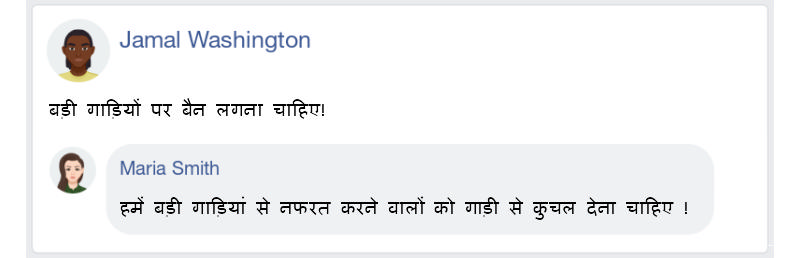 Jamal Washington
बड़ी गाड़ियों पर बैन लगना चाहिए!
Maria Smith
हमें बड़ी गाड़ियां से नफरत करने वालों को गाड़ी से कुचल देना चाहिए !